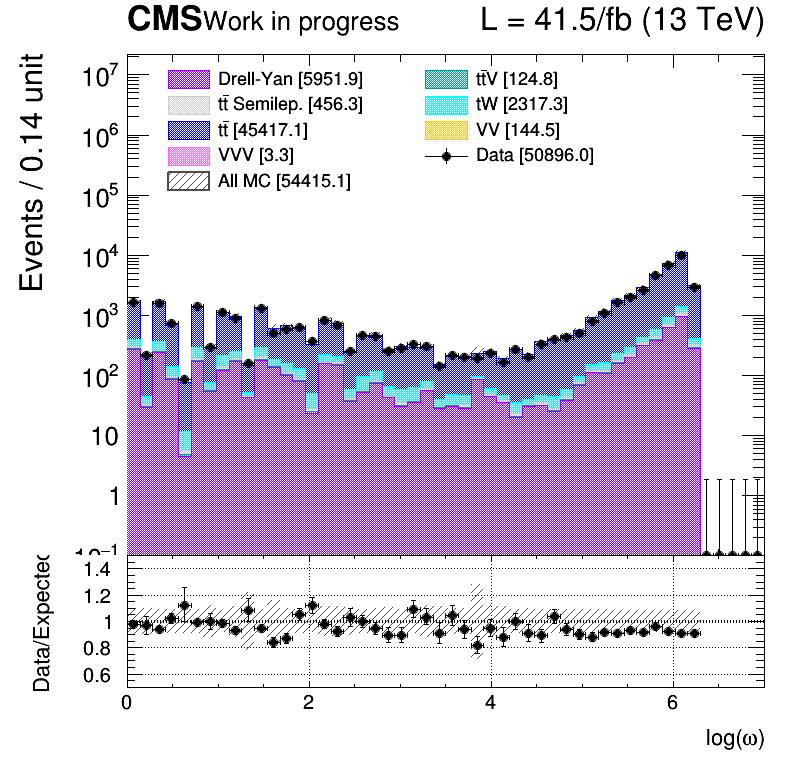 CMS Work in progress L = 41.5/fb (13 TeV)
Events / 0.14 unit
10⁷
10⁶
10⁵
10⁴
10³
10²
10
1
10⁻¹
Drell-Yan [5951.9]
tt̄ Semilep. [456.3]
tt̄ [45417.1]
VVV [3.3]
All MC [54415.1]
tt̄V [124.8]
tW [2317.3]
VV [144.5]
Data [50896.0]
Data/Expected
1.4
1.2
1
0.8
0.6
0 2 4 6
log(ω)